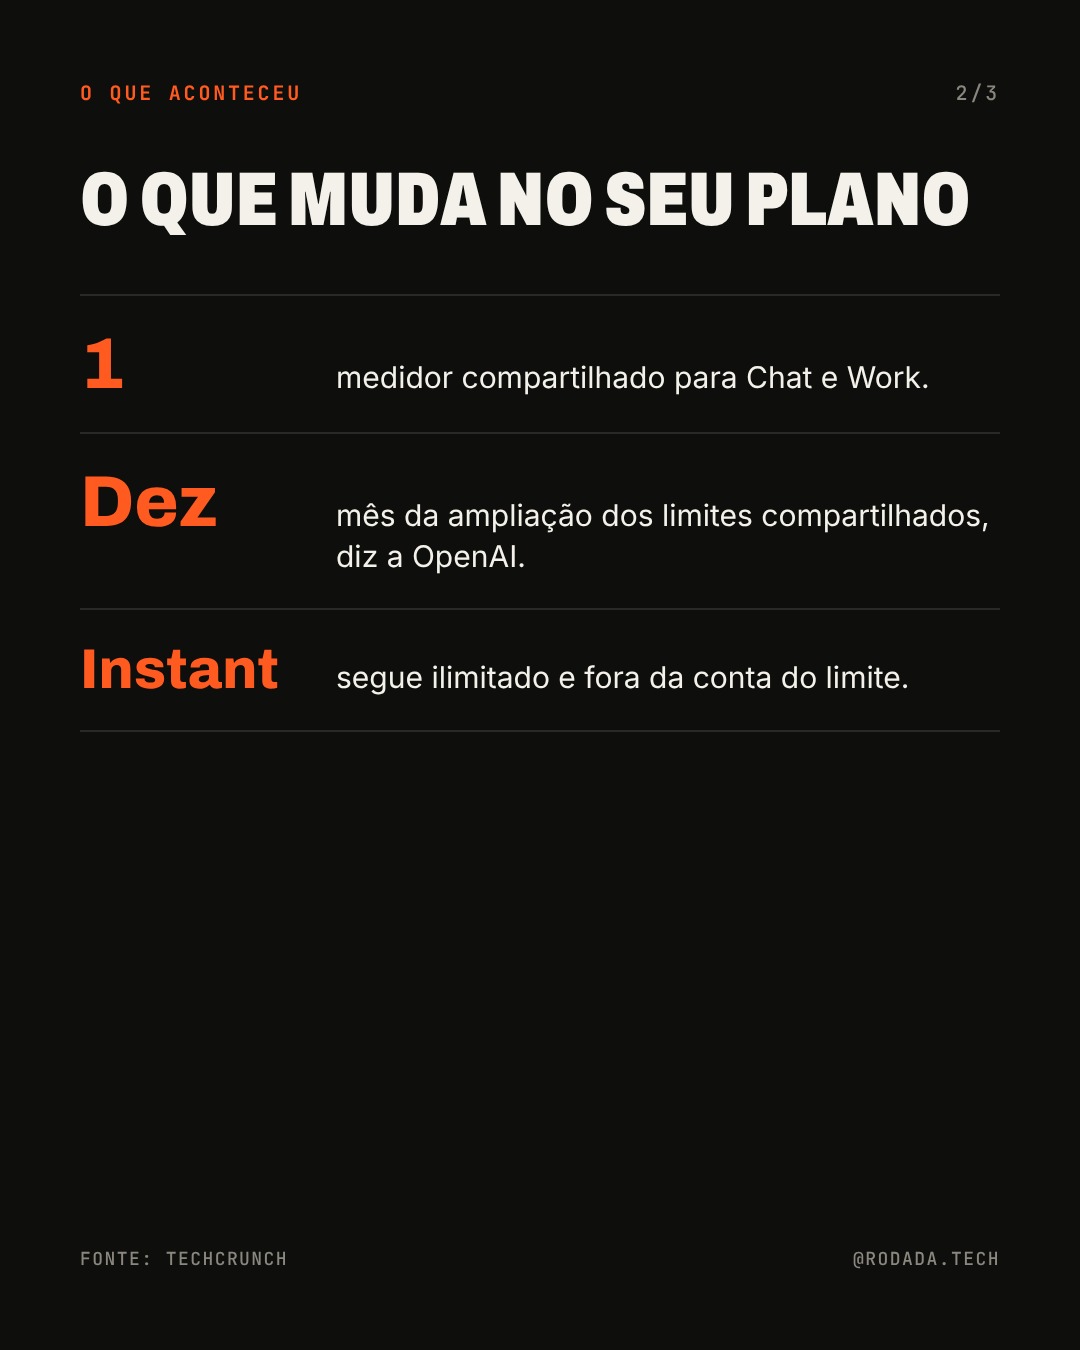 O QUE ACONTECEU
2/3
O QUE MUDA NO SEU PLANO
1
medidor compartilhado para Chat e Work.
Dez
mês da ampliação dos limites compartilhados,
diz a OpenAI.
Instant
segue ilimitado e fora da conta do limite.
FONTE: TECHCRUNCH
@RODADA.TECH